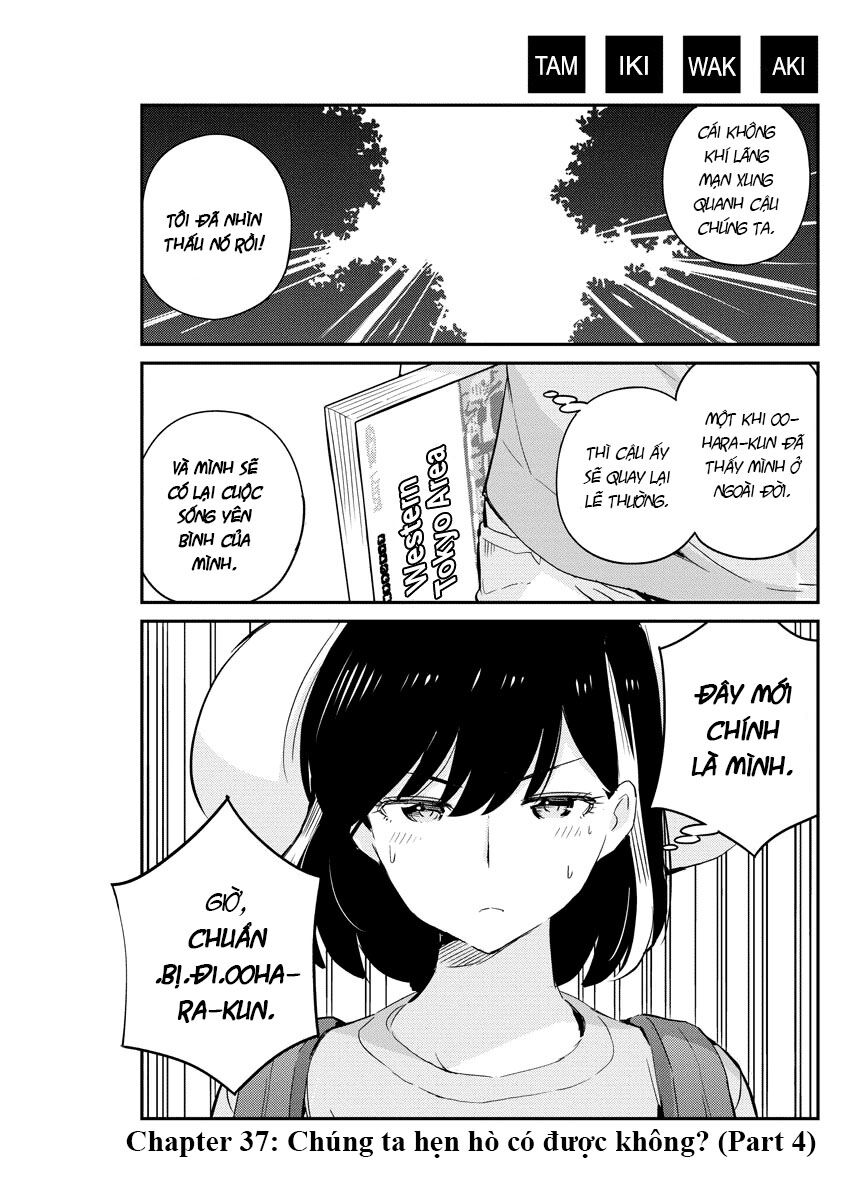 TAM IKI WAK AKI
CÁI KHÔNG
KHÍ LÃNG
MẠN XUNG
QUANH CẬU
CHÚNG TA.
TÔI ĐÃ NHÌN
THẤU NÓ RỒI!
MỘT KHI OO-
HARA-KUN ĐÃ
THẤY MÌNH Ở
NGOÀI ĐỜI.
THÌ CẬU ẤY
SẼ QUAY LẠI
LẼ THƯỜNG.
Western
Tokyo Area
VÀ MÌNH SẼ
CÓ LẠI CUỘC
SỐNG YÊN
BÌNH CỦA
MÌNH.
ĐÂY MỚI
CHÍNH
LÀ MÌNH.
GIỜ,
CHUẨN
.BỊ.ĐI.OOHA-
RA-KUN.
Chapter 37: Chúng ta hẹn hò có được không? (Part 4)